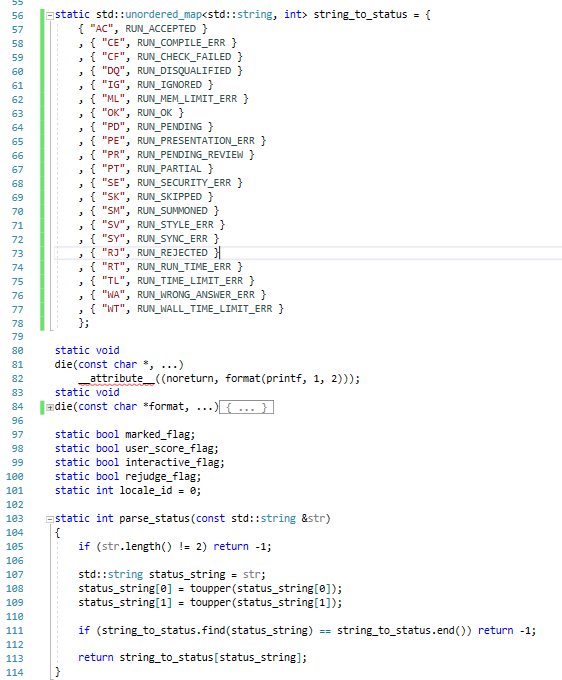 55
56 static std::unordered_map<std::string, int> string_to_status = {
57 { "AC", RUN_ACCEPTED }
58 , { "CE", RUN_COMPILE_ERR }
59 , { "CF", RUN_CHECK_FAILED }
60 , { "DQ", RUN_DISQUALIFIED }
61 , { "IG", RUN_IGNORED }
62 , { "ML", RUN_MEM_LIMIT_ERR }
63 , { "OK", RUN_OK }
64 , { "PD", RUN_PENDING }
65 , { "PE", RUN_PRESENTATION_ERR }
66 , { "PR", RUN_PENDING_REVIEW }
67 , { "PT", RUN_PARTIAL }
68 , { "SE", RUN_SECURITY_ERR }
69 , { "SK", RUN_SKIPPED }
70 , { "SM", RUN_SUMMONED }
71 , { "SV", RUN_STYLE_ERR }
72 , { "SY", RUN_SYNC_ERR }
73 , { "RJ", RUN_REJECTED }
74 , { "RT", RUN_RUN_TIME_ERR }
75 , { "TL", RUN_TIME_LIMIT_ERR }
76 , { "WA", RUN_WRONG_ANSWER_ERR }
77 , { "WT", RUN_WALL_TIME_LIMIT_ERR }
78 };
79
80 static void
81 die(const char *, ...)
82 __attribute__((noreturn, format(printf, 1, 2)));
83 static void
84 die(const char *format, ...){ ... }
96
97 static bool marked_flag;
98 static bool user_score_flag;
99 static bool interactive_flag;
100 static bool rejudge_flag;
101 static int locale_id = 0;
102
103 static int parse_status(const std::string &str)
104 {
105 if (str.length() != 2) return -1;
106
107 std::string status_string = str;
108 status_string[0] = toupper(status_string[0]);
109 status_string[1] = toupper(status_string[1]);
110
111 if (string_to_status.find(status_string) == string_to_status.end()) return -1;
112
113 return string_to_status[status_string];
114 }